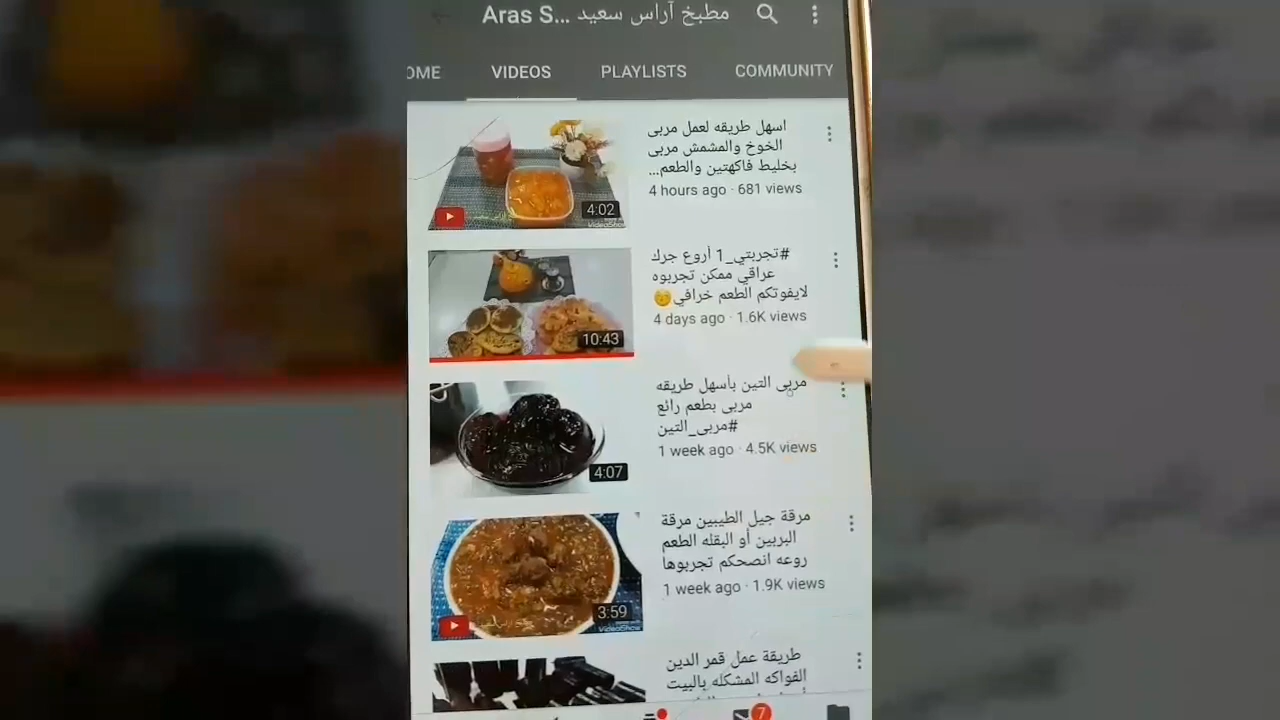 مطبخ آراس سعيد Aras S...
OME VIDEOS PLAYLISTS COMMUNITY
اسهل طريقه لعمل مربى
الخوخ والمشمش مربى
بخليط فاكهتين والطعم...
4 hours ago · 681 views
4:02
#تجربتي_1 أروع جرك
عراقي ممكن تجربوه
لايفوتكم الطعم خرافي😚
4 days ago · 1.6K views
10:43
مربى التين بأسهل طريقه
مربى بطعم رائع
#مربى_التين
1 week ago · 4.5K views
4:07
مرقة جيل الطيبين مرقة
البربين أو البقله الطعم
روعه انصحكم تجربوها
1 week ago · 1.9K views
3:59
VideoShow
طريقة عمل قمر الدين
الفواكه المشكله بالبيت
7